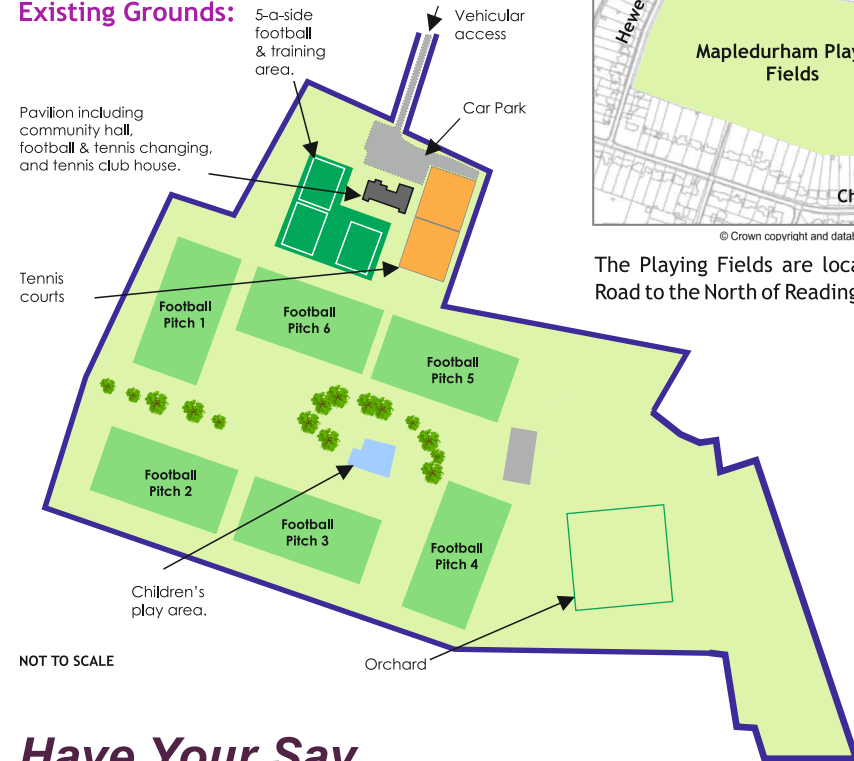 Existing Grounds:
5-a-side
football
& training
area.
Vehicular
access
Car Park
Pavilion including
community hall,
football & tennis changing,
and tennis club house.
Tennis
courts
Football
Pitch 1
Football
Pitch 6
Football
Pitch 5
Football
Pitch 2
Football
Pitch 3
Football
Pitch 4
Children's
play area.
Orchard
NOT TO SCALE
Hewe
Mapledurham Play
Fields
Ch
© Crown copyright and datab
The Playing Fields are loca
Road to the North of Reading
Have Your Say